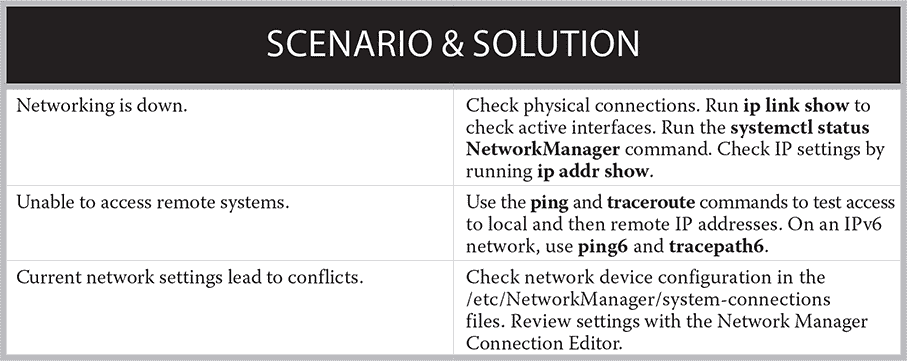 SCENARIO & SOLUTION
Networking is down.
Check physical connections. Run ip link show to
check active interfaces. Run the systemctl status
NetworkManager command. Check IP settings by
running ip addr show.
Unable to access remote systems.
Use the ping and traceroute commands to test access
to local and then remote IP addresses. On an IPv6
network, use ping6 and tracepath6.
Current network settings lead to conflicts.
Check network device configuration in the
/etc/NetworkManager/system-connections
files. Review settings with the Network Manager
Connection Editor.